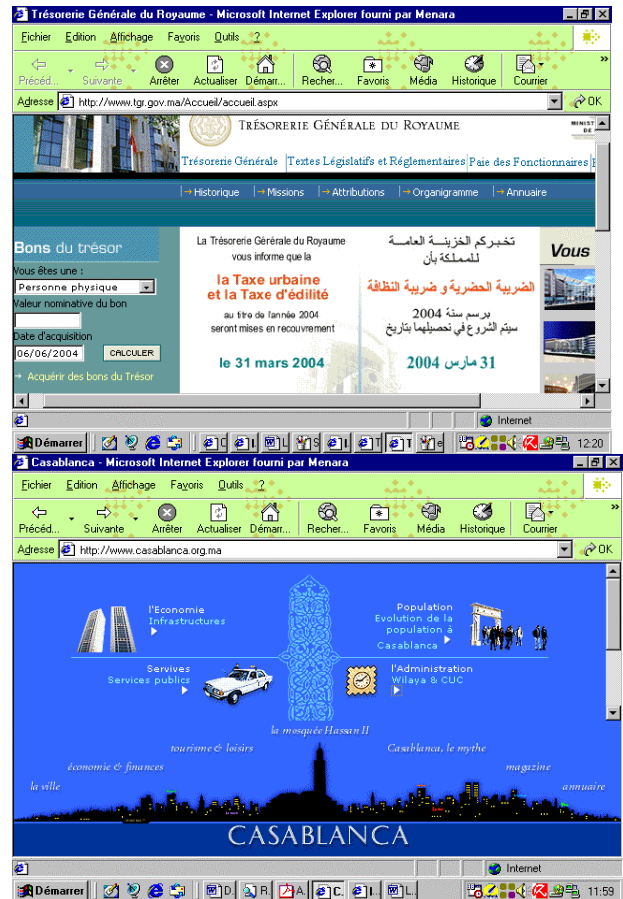 Trésorerie Générale du Royaume - Microsoft Internet Explorer fourni par Menara
Fichier Edition Affichage Favoris Outils ?
Précéd... Suivante Arrêter Actualiser Démarr... Recher... Favoris Média Historique Courrier »
Adresse http://www.tgr.gov.ma/Accueil/accueil.aspx OK
TRÉSORERIE GÉNÉRALE DU ROYAUME
MINIST
DE
Trésorerie Générale Textes Législatifs et Réglementaires Paie des Fonctionnaires
Historique Missions Attributions Organigramme Annuaire
Bons du trésor
Vous êtes une :
Personne physique
Valeur nominative du bon
Date d'acquisition
06/06/2004 CALCULER
Acquérir des bons du Trésor
La Trésorerie Générale du Royaume
vous informe que la
la Taxe urbaine
et la Taxe d'édilité
au titre de l'année 2004
seront mises en recouvrement
le 31 mars 2004
تخبركم الخزينة العامة
للمملكة بأن
الضريبة الحضرية و ضريبة النظافة
برسم سنة 2004
سيتم الشروع في تحصيلهما بتاريخ
31 مارس 2004
Vous
Internet
Démarrer 12:20
Casablanca - Microsoft Internet Explorer fourni par Menara
Fichier Edition Affichage Favoris Outils ?
Précéd... Suivante Arrêter Actualiser Démarr... Recher... Favoris Média Historique Courrier »
Adresse http://www.casablanca.org.ma OK
l'Economie
Infrastructures
Population
Evolution de la
population à
Casablanca
Servives
Services publics
l'Administration
Wilaya & CUC
la mosquée Hassan II
tourisme & loisirs
Casablanca, le mythe
économie & finances
magazine
la ville
annuaire
CASABLANCA
Internet
Démarrer D. R. A. C. I... L. 11:59